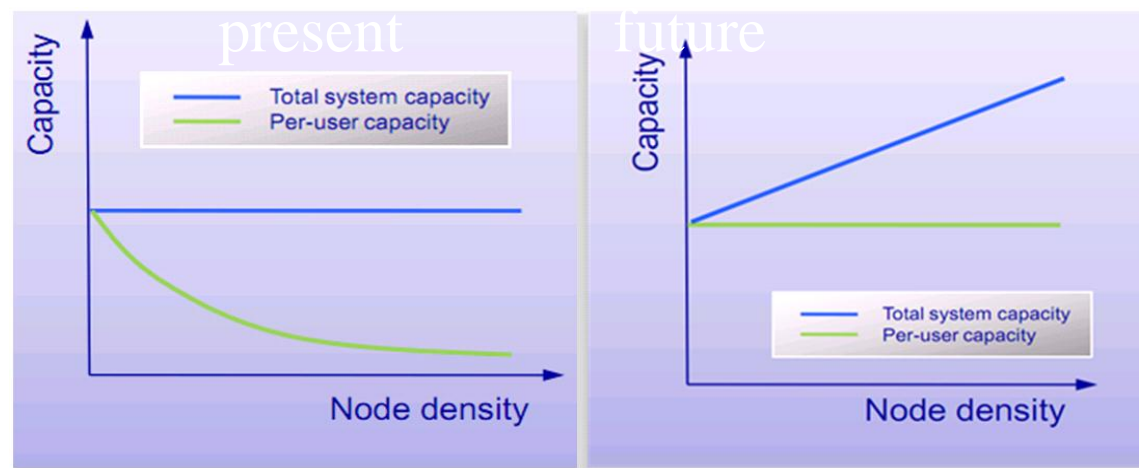 present
Capacity
Total system capacity
Per-user capacity
Node density
future
Capacity
Total system capacity
Per-user capacity
Node density